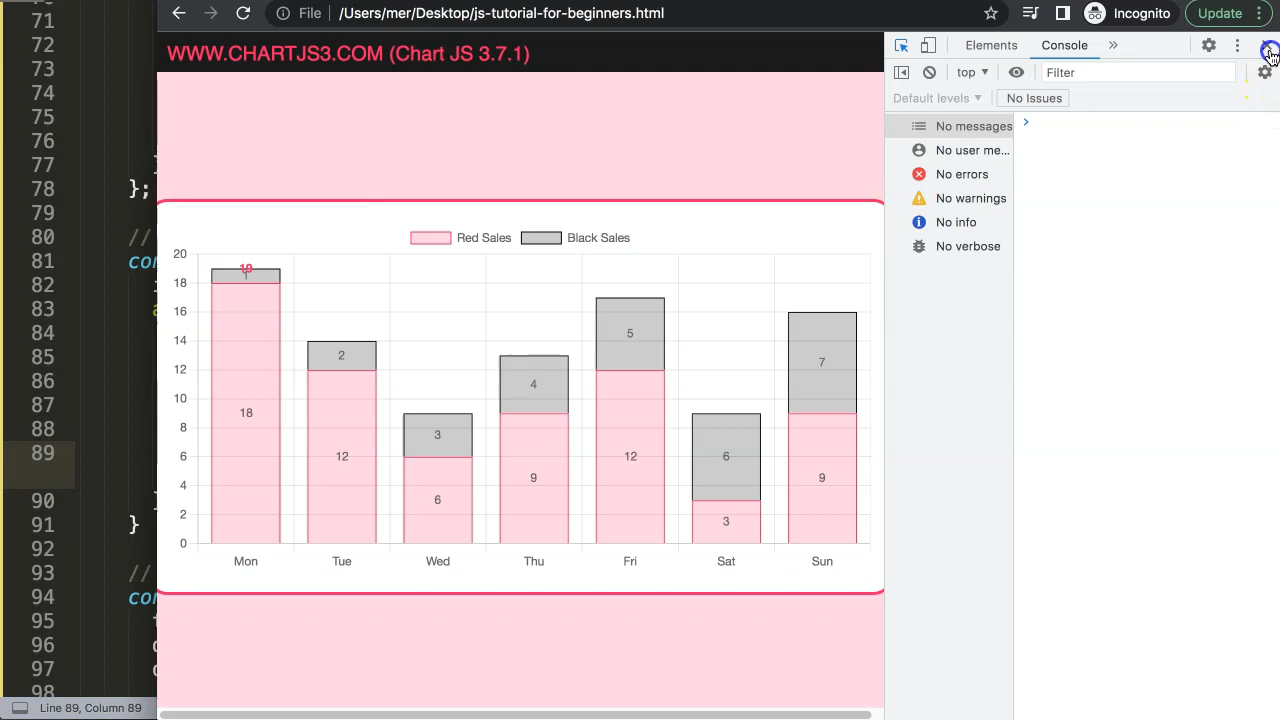 File /Users/mer/Desktop/js-tutorial-for-beginners.html Incognito Update
WWW.CHARTJS3.COM (Chart JS 3.7.1)
Elements Console
top Filter
Default levels No Issues
No messages
No user me...
No errors
No warnings
No info
No verbose
71
72
73
74
75
76
77 }
78 };
79
80 //
81 con
82
83
84
85
86
87
88
89
90 }
91 }
92
93 //
94 con
95
96
97
98
Line 89, Column 89
Red Sales Black Sales
20
18
16
14
12
10
8
6
4
2
0
1 2 3 4 5 6 7
18 12 6 9 12 3 9
Mon Tue Wed Thu Fri Sat Sun